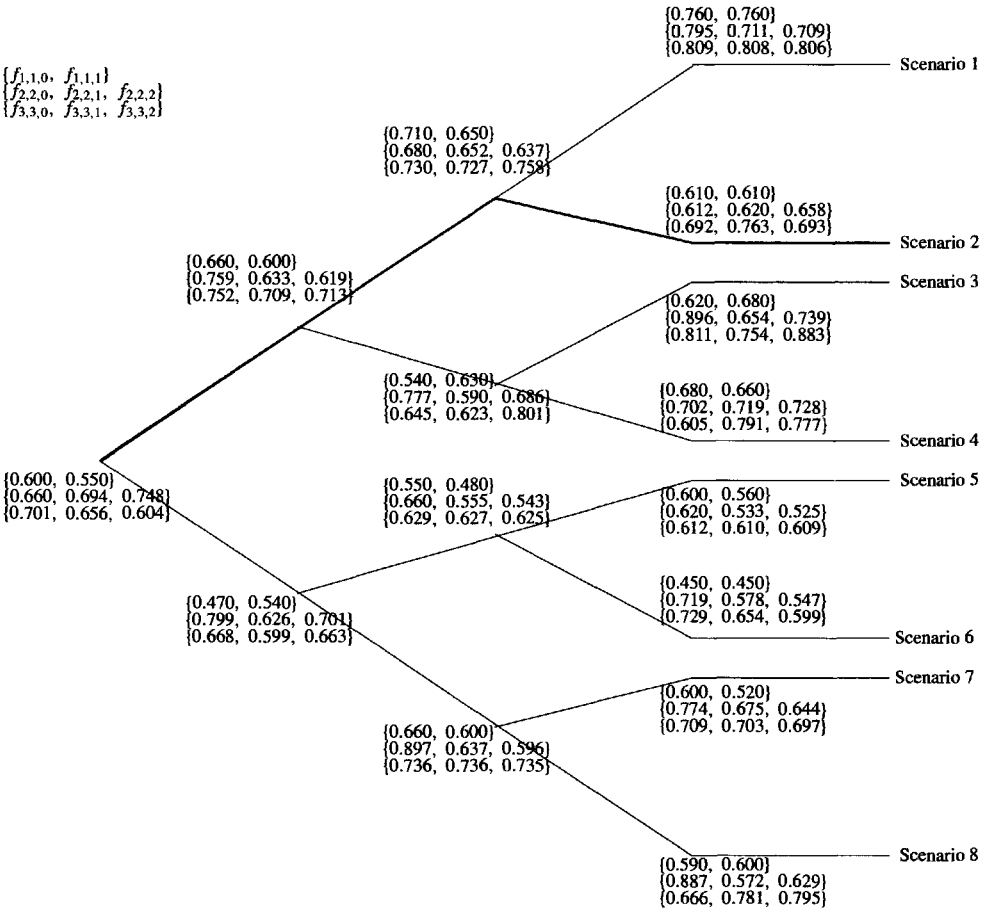 {0.760, 0.760}
{0.795, 0.711, 0.709}
{0.809, 0.808, 0.806}
Scenario 1
{f1,1,0, f1,1,1}
{f2,2,0, f2,2,1, f2,2,2}
{f3,3,0, f3,3,1, f3,3,2}
{0.710, 0.650}
{0.680, 0.652, 0.637}
{0.730, 0.727, 0.758}
{0.610, 0.610}
{0.612, 0.620, 0.658}
{0.692, 0.763, 0.693}
Scenario 2
{0.660, 0.600}
{0.759, 0.633, 0.619}
{0.752, 0.709, 0.713}
Scenario 3
{0.620, 0.680}
{0.896, 0.654, 0.739}
{0.811, 0.754, 0.883}
{0.540, 0.630}
{0.777, 0.590, 0.686}
{0.645, 0.623, 0.801}
{0.680, 0.660}
{0.702, 0.719, 0.728}
{0.605, 0.791, 0.777}
Scenario 4
{0.600, 0.550}
{0.660, 0.694, 0.748}
{0.701, 0.656, 0.604}
{0.550, 0.480}
{0.660, 0.555, 0.543}
{0.629, 0.627, 0.625}
Scenario 5
{0.600, 0.560}
{0.620, 0.533, 0.525}
{0.612, 0.610, 0.609}
{0.450, 0.450}
{0.719, 0.578, 0.547}
{0.729, 0.654, 0.599}
Scenario 6
{0.470, 0.540}
{0.799, 0.626, 0.701}
{0.668, 0.599, 0.663}
Scenario 7
{0.600, 0.520}
{0.774, 0.675, 0.644}
{0.709, 0.703, 0.697}
{0.660, 0.600}
{0.897, 0.637, 0.596}
{0.736, 0.736, 0.735}
Scenario 8
{0.590, 0.600}
{0.887, 0.572, 0.629}
{0.666, 0.781, 0.795}